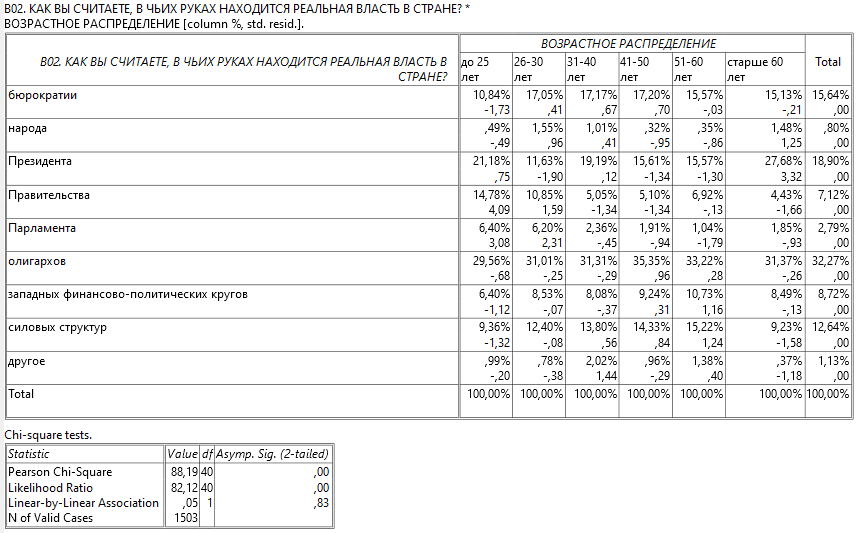 В02. КАК ВЫ СЧИТАЕТЕ, В ЧЬИХ РУКАХ НАХОДИТСЯ РЕАЛЬНАЯ ВЛАСТЬ В СТРАНЕ? *
ВОЗРАСТНОЕ РАСПРЕДЕЛЕНИЕ [column %, std. resid.].
ВОЗРАСТНОЕ РАСПРЕДЕЛЕНИЕ
В02. КАК ВЫ СЧИТАЕТЕ, В ЧЬИХ РУКАХ НАХОДИТСЯ РЕАЛЬНАЯ ВЛАСТЬ В СТРАНЕ? до 25 лет 26-30 лет 31-40 лет 41-50 лет 51-60 лет старше 60 лет Total
бюрократии 10,84% 17,05% 17,17% 17,20% 15,57% 15,13% 15,64%
-1,73 ,41 ,67 ,70 -,03 -,21 ,00
народа ,49% 1,55% 1,01% ,32% ,35% 1,48% ,80%
-,49 ,96 ,41 -,95 -,86 1,25 ,00
Президента 21,18% 11,63% 19,19% 15,61% 15,57% 27,68% 18,90%
,75 -1,90 ,12 -1,34 -1,30 3,32 ,00
Правительства 14,78% 10,85% 5,05% 5,10% 6,92% 4,43% 7,12%
4,09 1,59 -1,34 -1,34 -,13 -1,66 ,00
Парламента 6,40% 6,20% 2,36% 1,91% 1,04% 1,85% 2,79%
3,08 2,31 -,45 -,94 -1,79 -,93 ,00
олигархов 29,56% 31,01% 31,31% 35,35% 33,22% 31,37% 32,27%
-,68 -,25 -,29 ,96 ,28 -,26 ,00
западных финансово-политических кругов 6,40% 8,53% 8,08% 9,24% 10,73% 8,49% 8,72%
-1,12 -,07 -,37 ,31 1,16 -,13 ,00
силовых структур 9,36% 12,40% 13,80% 14,33% 15,22% 9,23% 12,64%
-1,32 -,08 ,56 ,84 1,24 -1,58 ,00
другое ,99% ,78% 2,02% ,96% 1,38% ,37% 1,13%
-,20 -,38 1,44 -,29 ,40 -1,18 ,00
Total 100,00% 100,00% 100,00% 100,00% 100,00% 100,00% 100,00%
Chi-square tests.
Statistic Value df Asymp. Sig. (2-tailed)
Pearson Chi-Square 88,19 40 ,00
Likelihood Ratio 82,12 40 ,00
Linear-by-Linear Association ,05 1 ,83
N of Valid Cases 1503